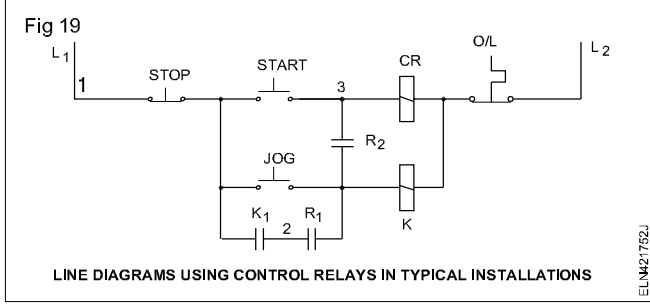 Fig 19
L1
1
STOP
START
3
CR
O/L
L2
R2
JOG
K1
2
R1
K
LINE DIAGRAMS USING CONTROL RELAYS IN TYPICAL INSTALLATIONS
ELN421752J